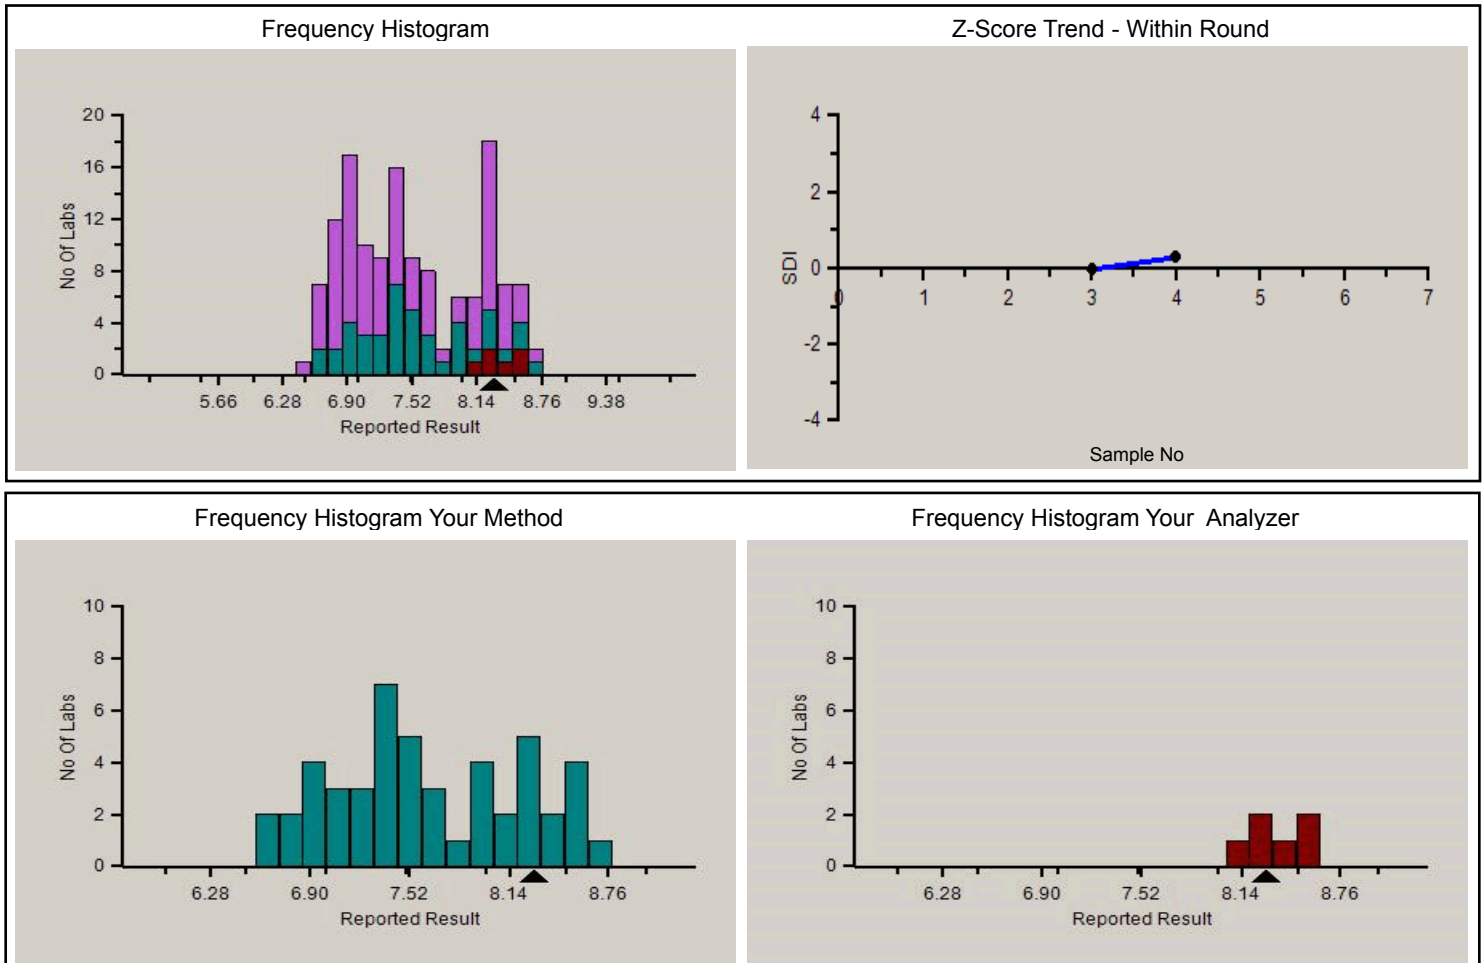 Frequency Histogram
20
16
12
8
4
0
No Of Labs
5.66 6.28 6.90 7.52 8.14 8.76 9.38
Reported Result
Z-Score Trend - Within Round
4
2
0
-2
-4
SDI
0 1 2 3 4 5 6 7
Sample No
Frequency Histogram Your Method
10
8
6
4
2
0
No Of Labs
6.28 6.90 7.52 8.14 8.76
Reported Result
Frequency Histogram Your Analyzer
10
8
6
4
2
0
No Of Labs
6.28 6.90 7.52 8.14 8.76
Reported Result